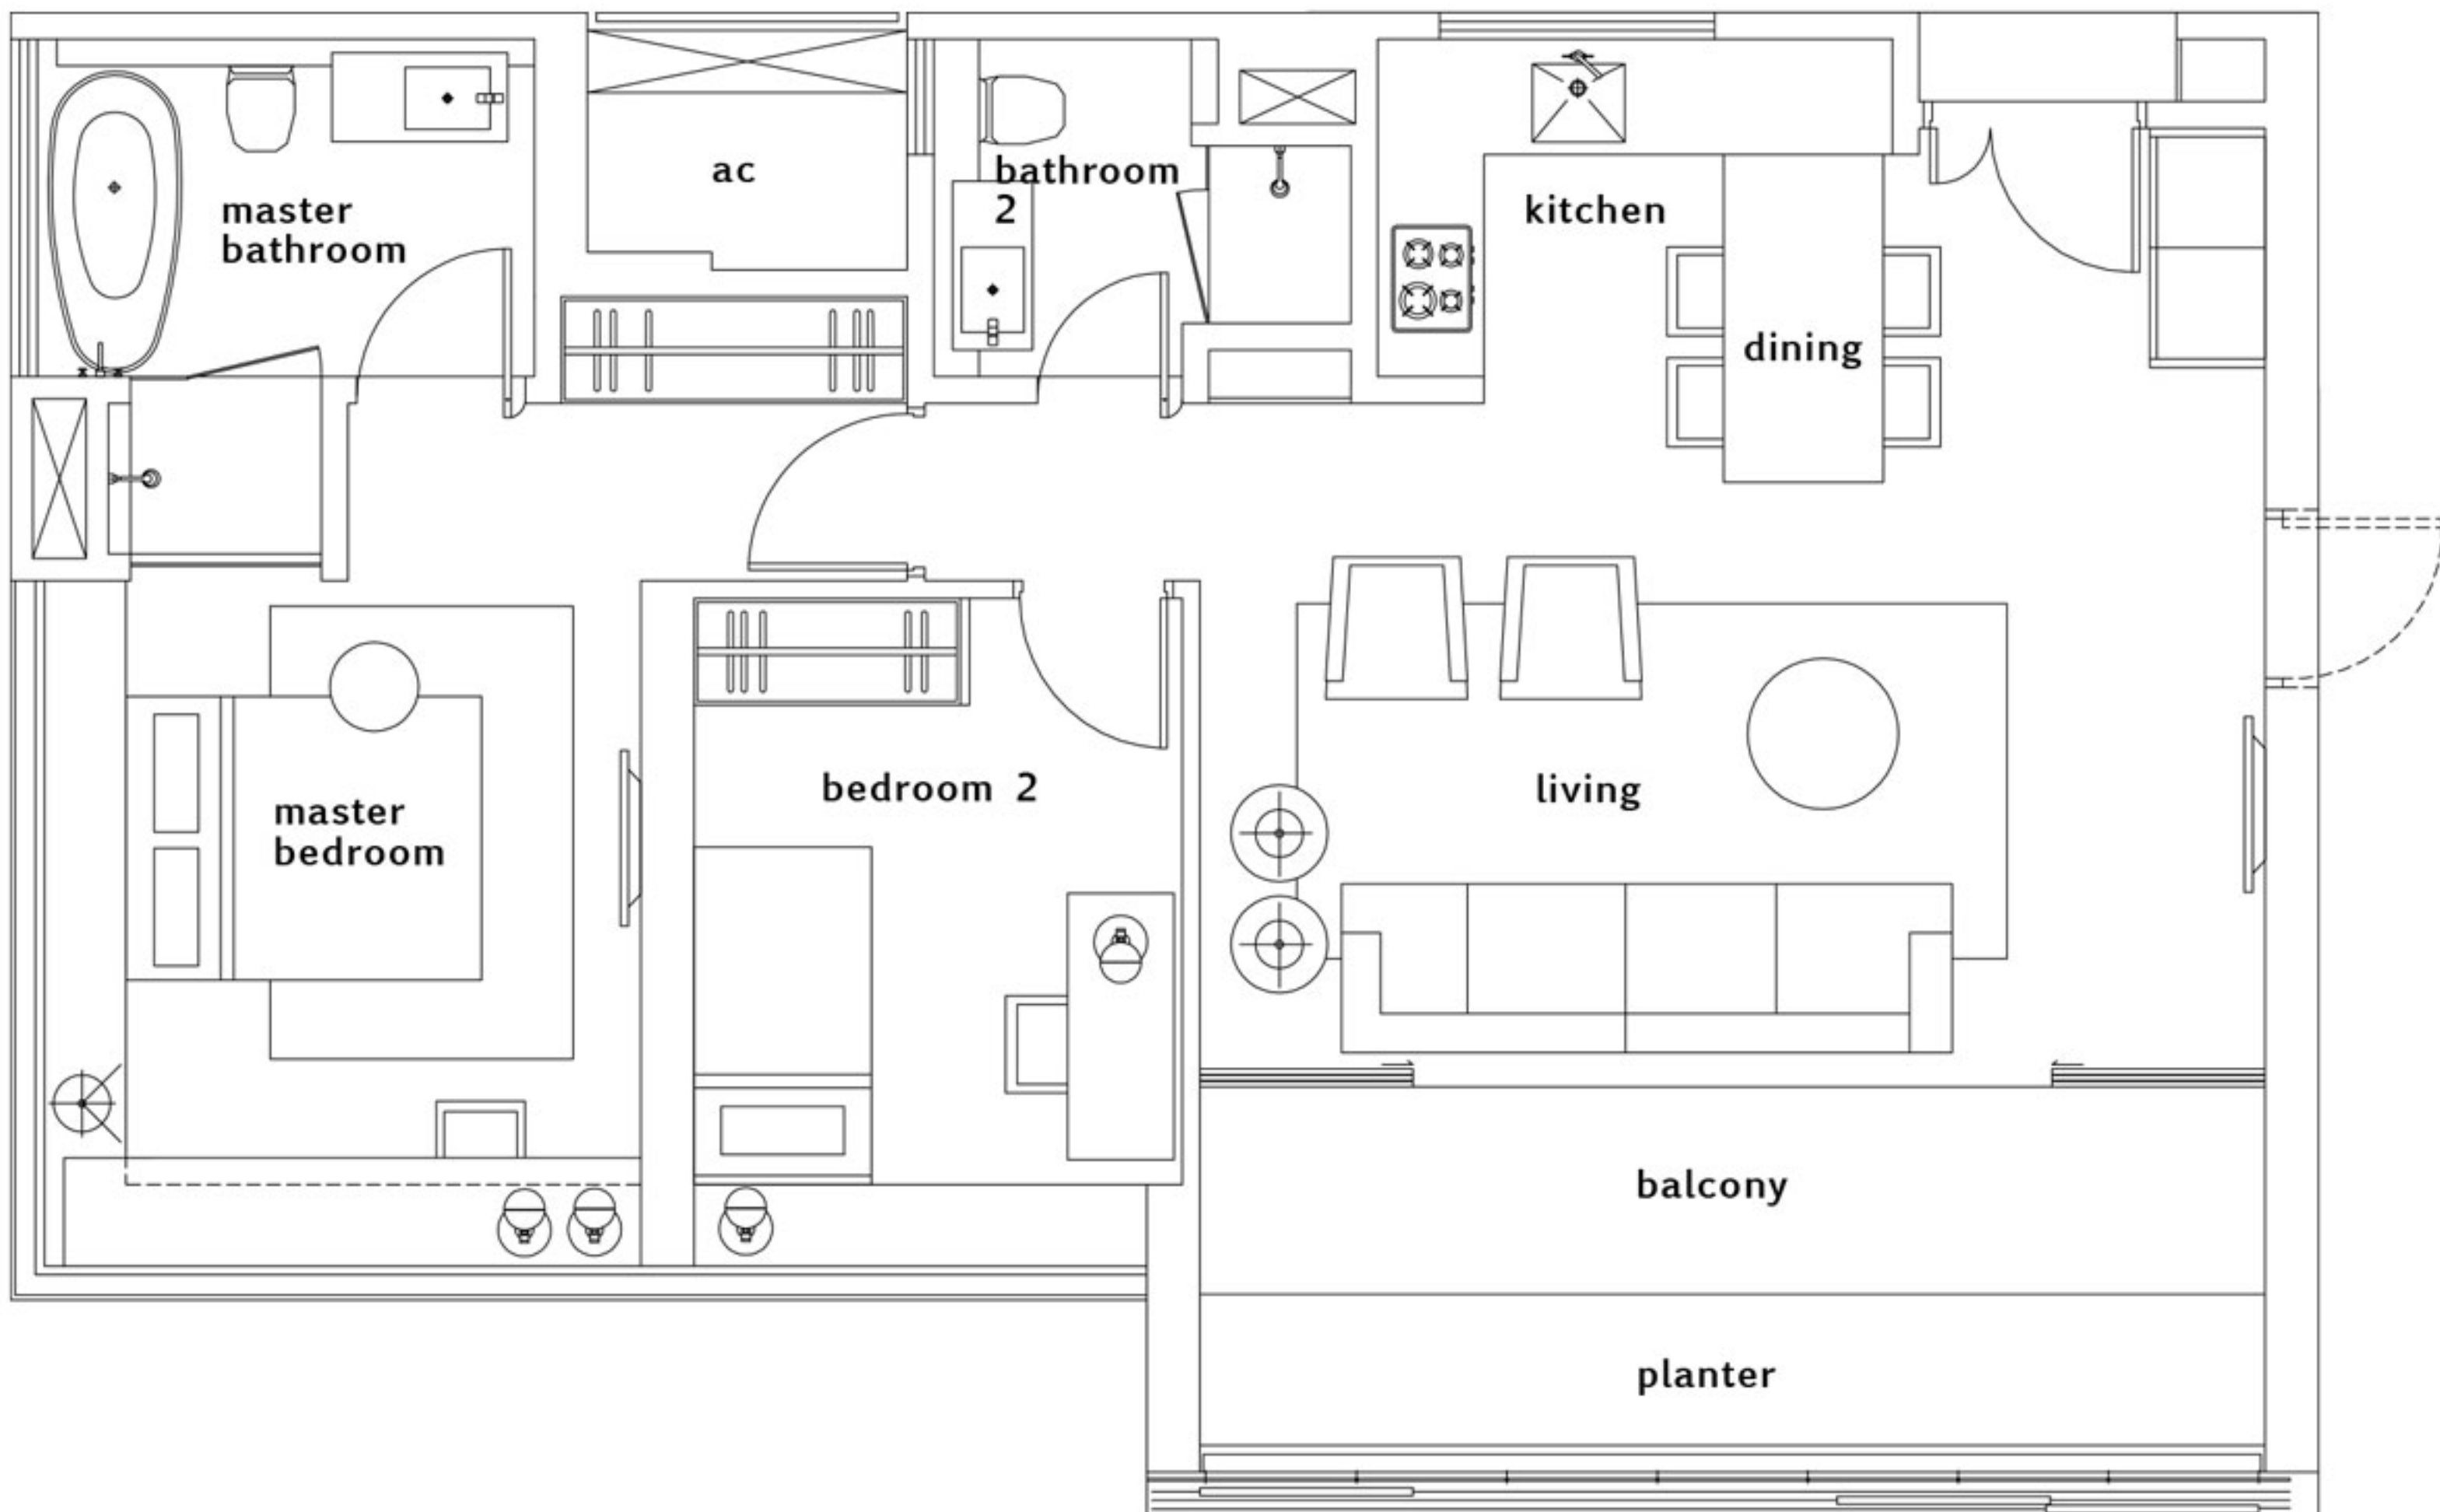 master
bathroom
ac
bathroom
2
kitchen
dining
master
bedroom
bedroom 2
living
balcony
planter